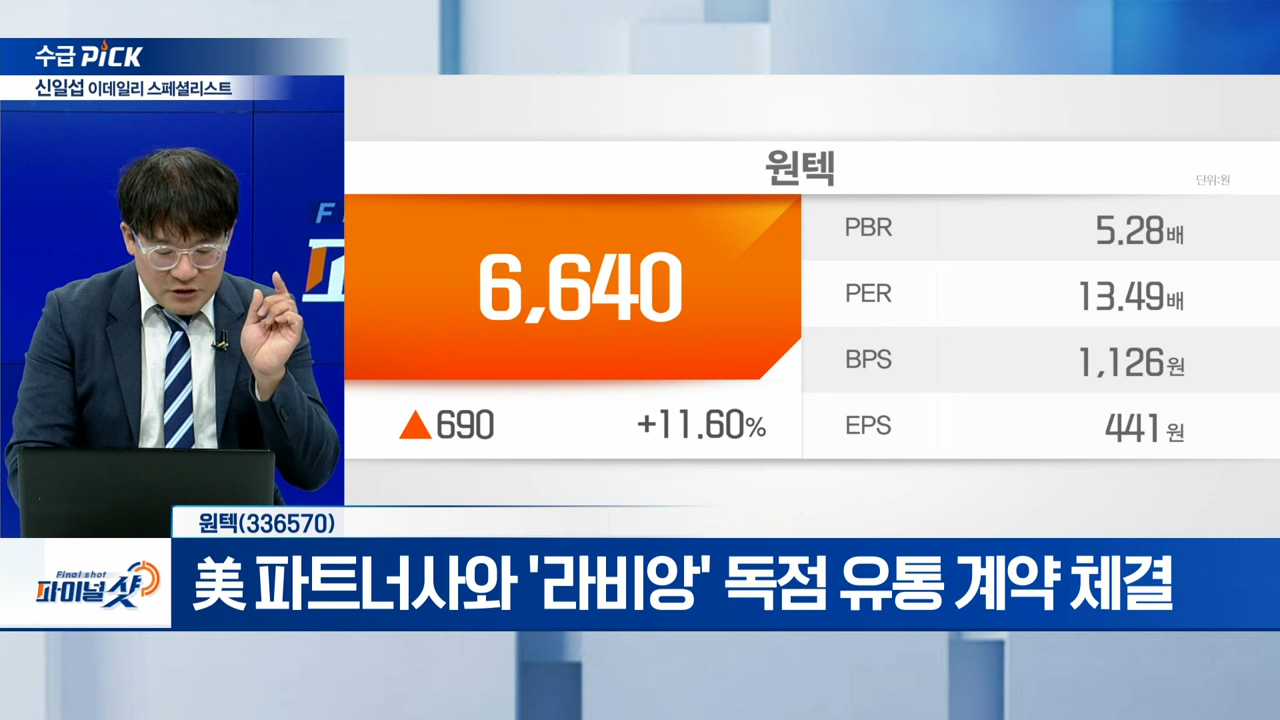 수급 PiCK
신일섭 이데일리 스페셜리스트
원텍
단위:원
6,640
▲690 +11.60%
PBR 5.28배
PER 13.49배
BPS 1,126원
EPS 441원
원텍(336570)
Final shot
파이널샷
美 파트너사와 '라비앙' 독점 유통 계약 체결